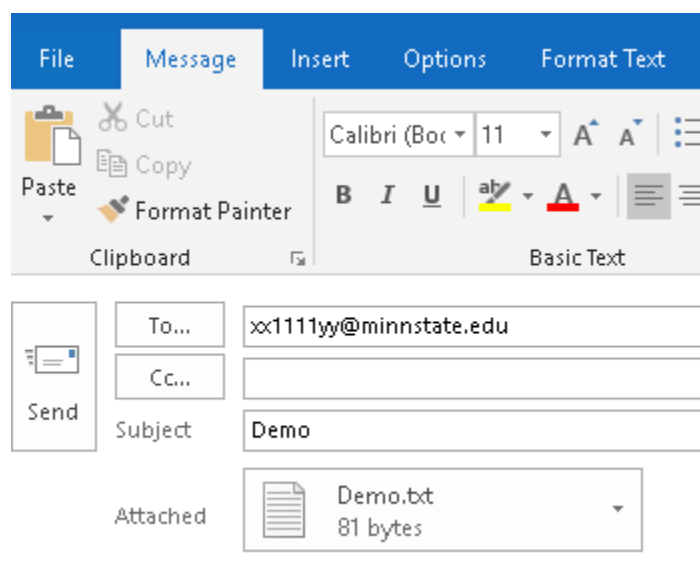 File Message Insert Options Format Text
Cut
Calibri (Boc 11 A A
Copy
Paste
Format Painter
B I U ab A
Clipboard Basic Text
To... xx1111yy@minnstate.edu
Cc...
Send
Subject Demo
Demo.txt
Attached
81 bytes